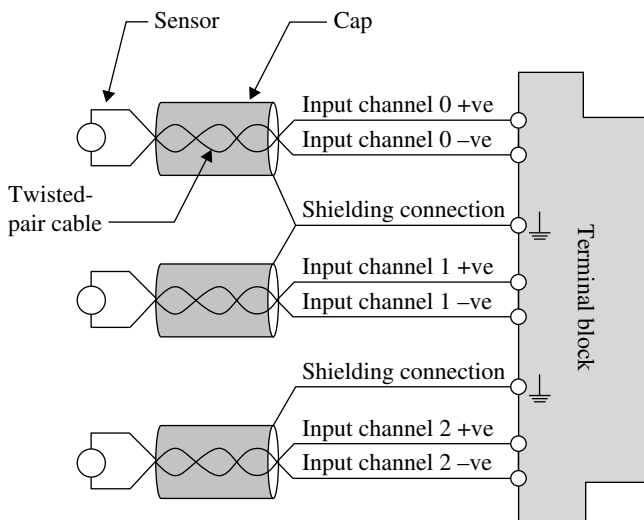 Sensor
Cap
Input channel 0 +ve
Input channel 0 –ve
Twisted-
pair cable
Shielding connection
Input channel 1 +ve
Input channel 1 –ve
Terminal block
Shielding connection
Input channel 2 +ve
Input channel 2 –ve